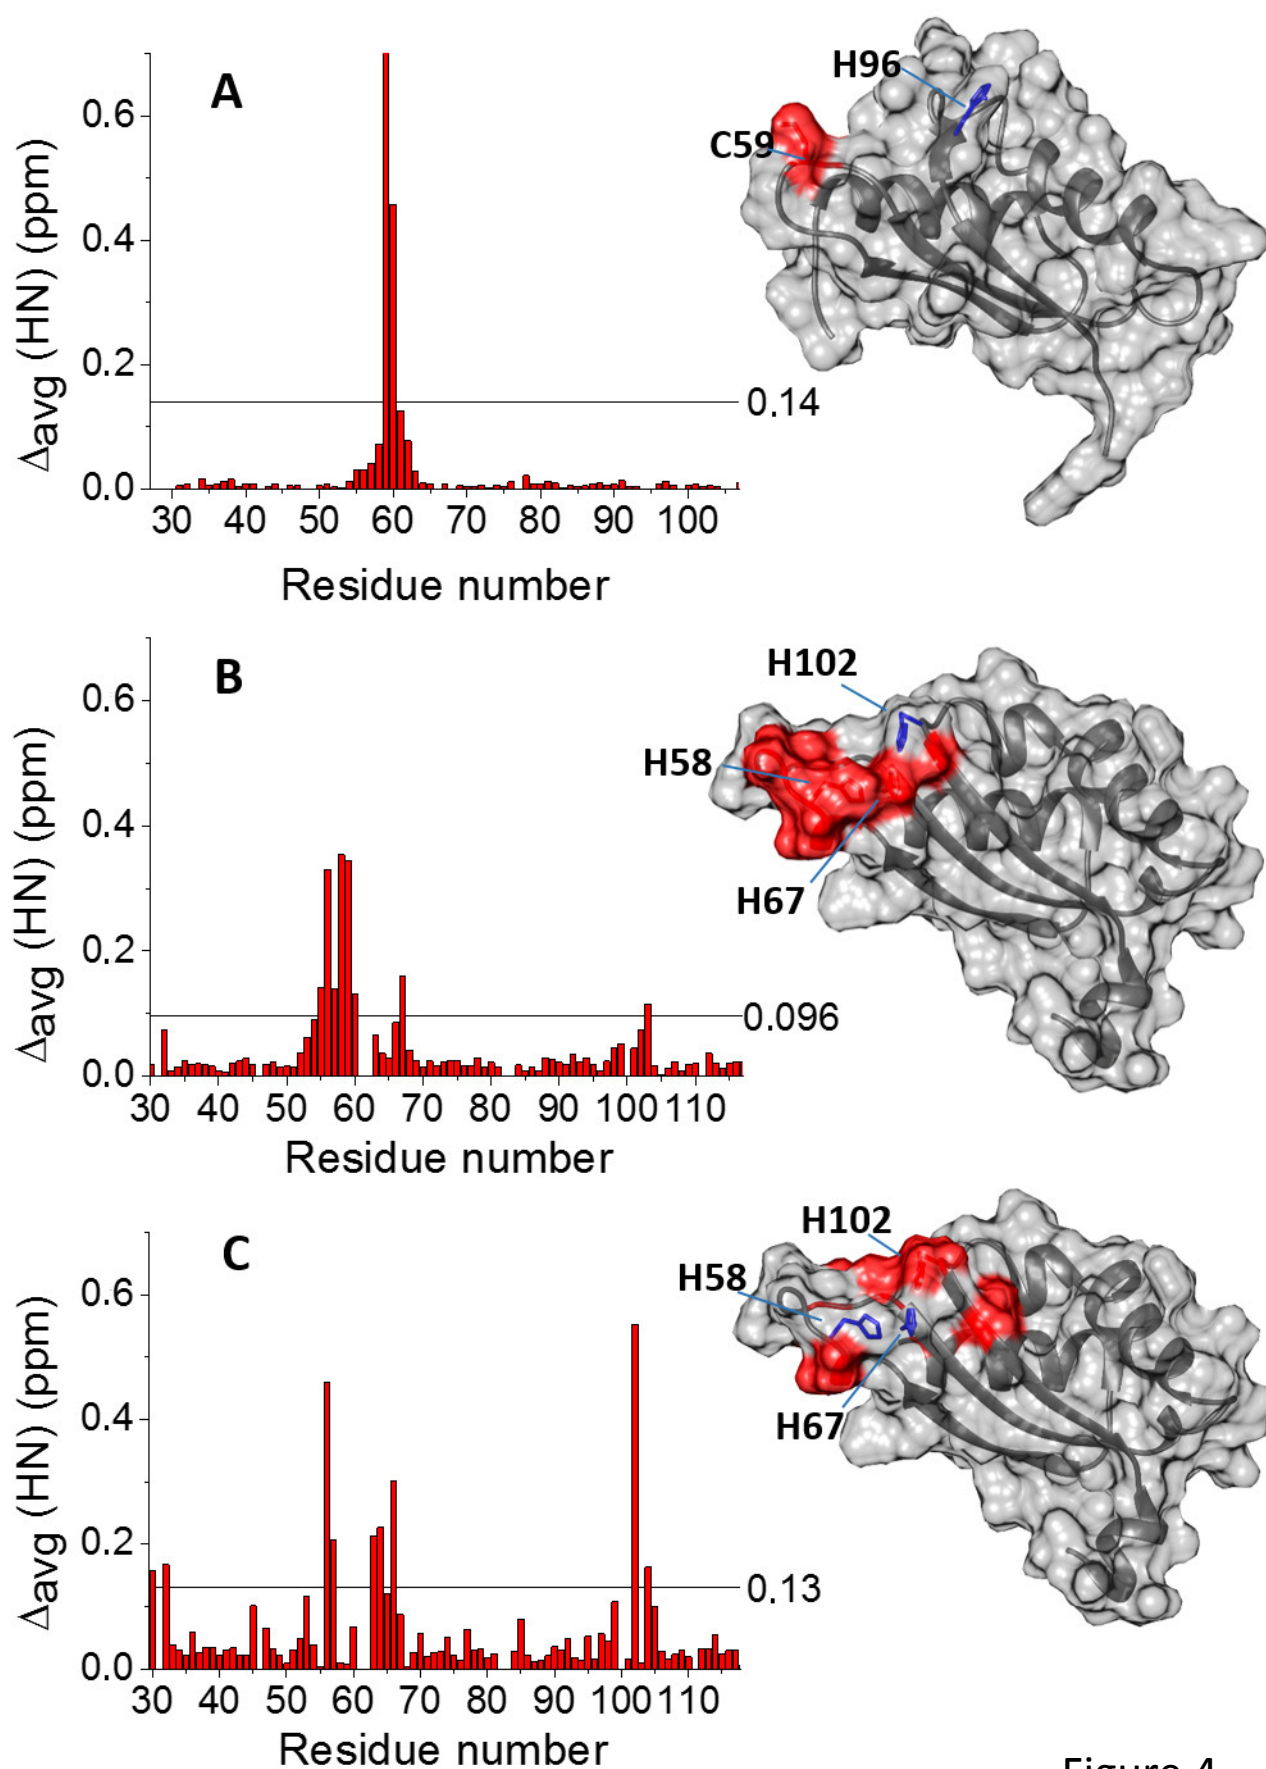 A
Δavg (HN) (ppm)
0.6
0.4
0.2
0.0
0.14
30 40 50 60 70 80 90 100
Residue number
H96
C59
B
Δavg (HN) (ppm)
0.6
0.4
0.2
0.0
0.096
30 40 50 60 70 80 90 100 110
Residue number
H102
H58
H67
C
Δavg (HN) (ppm)
0.6
0.4
0.2
0.0
0.13
30 40 50 60 70 80 90 100 110
Residue number
H102
H58
H67
Figure 4